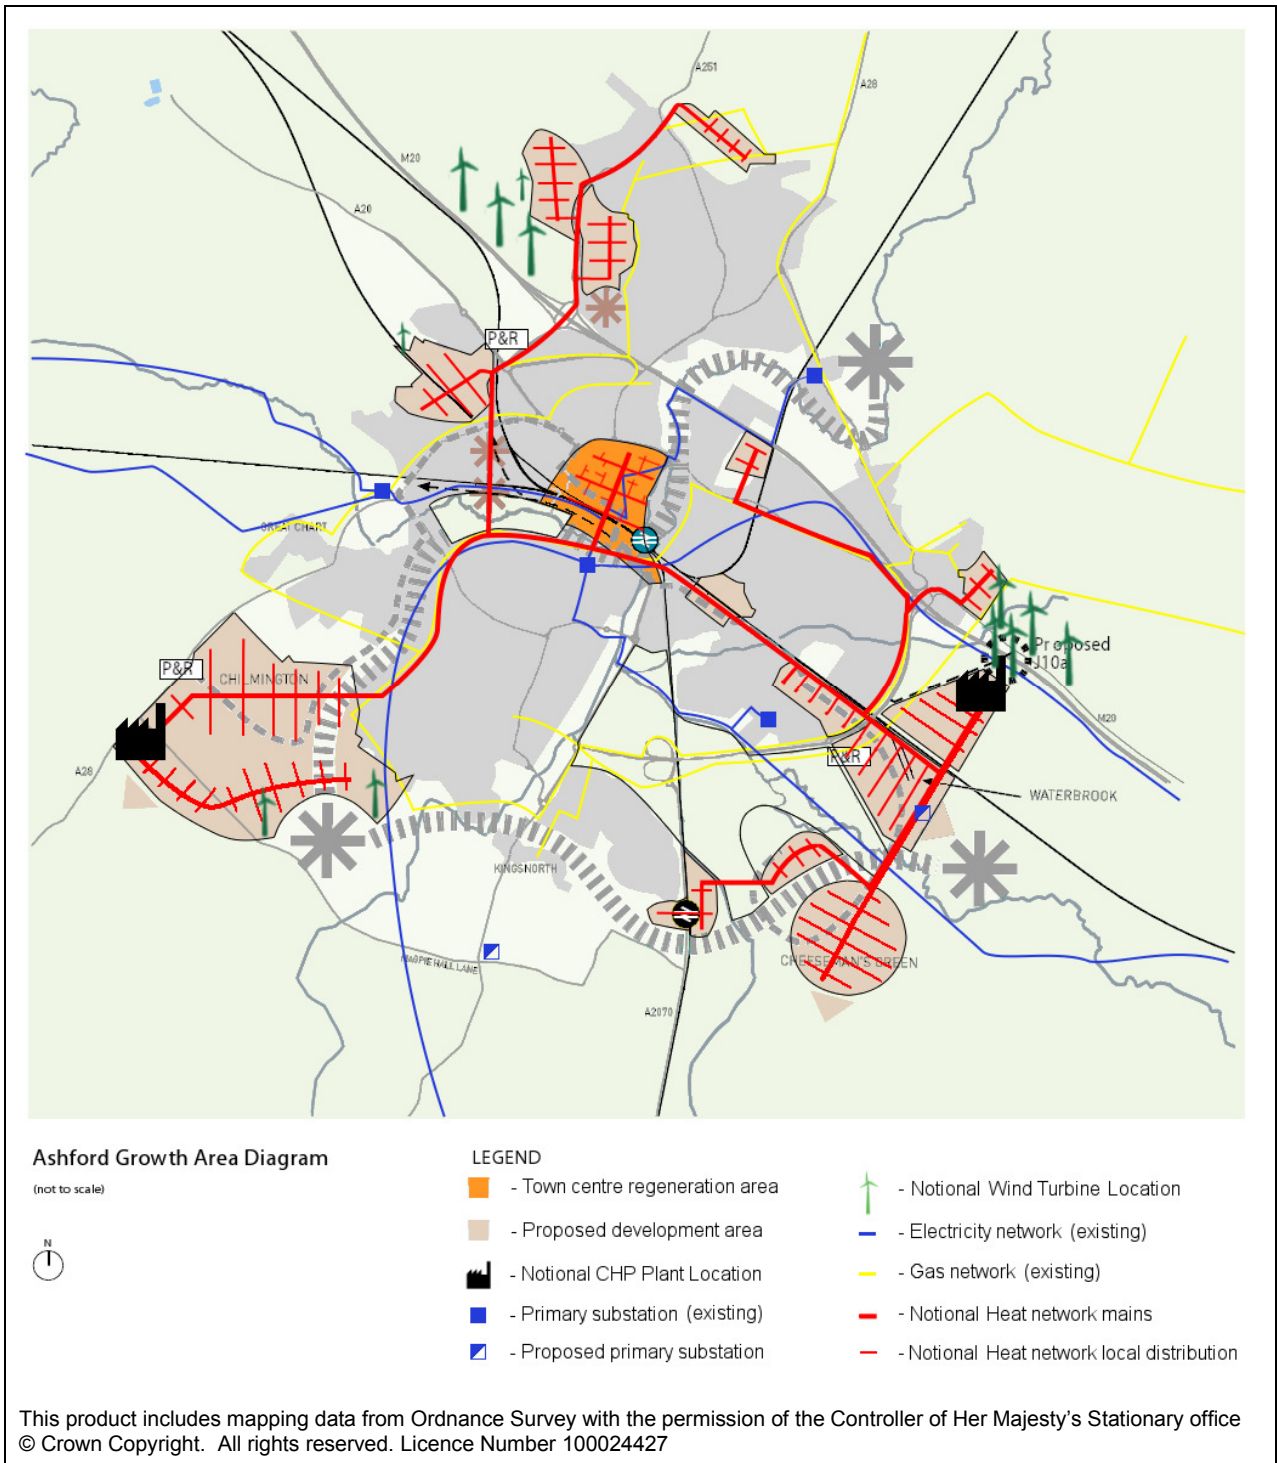 A251
A28
M20
A20
P&R
GREAT CHART
P&R
CHILMINGTON
Proposed
J10a
M20
P&R
A28
WATERBROOK
KINGSNORTH
CHEESEMAN'S GREEN
MAGPIE HALL LANE
A2070
Ashford Growth Area Diagram
(not to scale)
N
LEGEND
- Town centre regeneration area
- Proposed development area
- Notional CHP Plant Location
- Primary substation (existing)
- Proposed primary substation
- Notional Wind Turbine Location
- Electricity network (existing)
- Gas network (existing)
- Notional Heat network mains
- Notional Heat network local distribution
This product includes mapping data from Ordnance Survey with the permission of the Controller of Her Majesty's Stationary office
© Crown Copyright.  All rights reserved. Licence Number 100024427